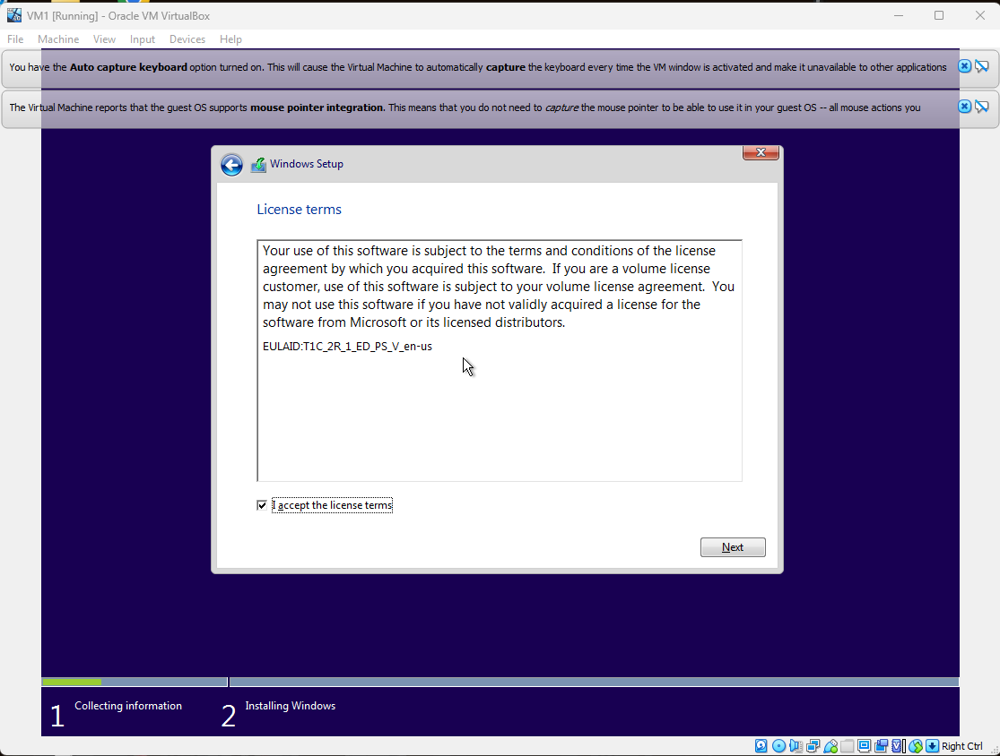 VM1 [Running] - Oracle VM VirtualBox
File Machine View Input Devices Help
You have the Auto capture keyboard option turned on. This will cause the Virtual Machine to automatically capture the keyboard every time the VM window is activated and make it unavailable to other applications
The Virtual Machine reports that the guest OS supports mouse pointer integration. This means that you do not need to capture the mouse pointer to be able to use it in your guest OS -- all mouse actions you
Windows Setup
License terms
Your use of this software is subject to the terms and conditions of the license
agreement by which you acquired this software.  If you are a volume license
customer, use of this software is subject to your volume license agreement.  You
may not use this software if you have not validly acquired a license for the
software from Microsoft or its licensed distributors.
EULAID:T1C_2R_1_ED_PS_V_en-us
I accept the license terms
Next
1 Collecting information 2 Installing Windows
Right Ctrl